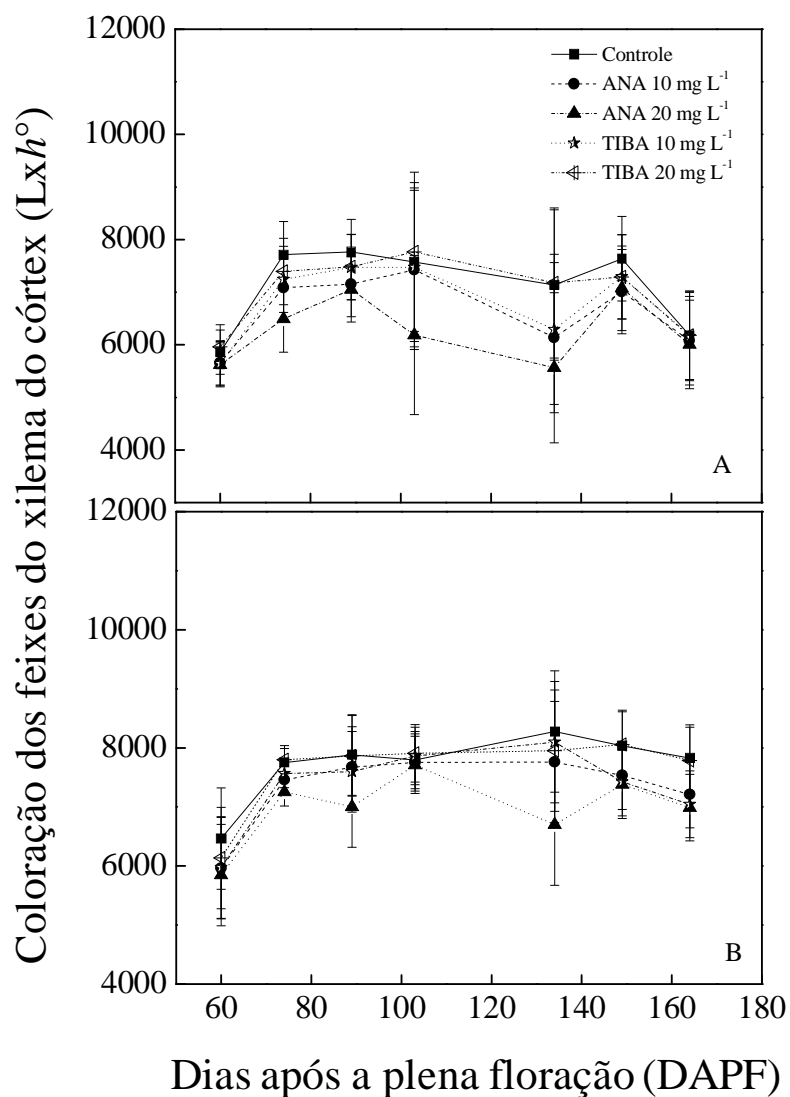 Coloração dos feixes do xilema do córtex (Lxh°)
12000
10000
8000
6000
4000
Controle
ANA 10 mg L-1
ANA 20 mg L-1
TIBA 10 mg L-1
TIBA 20 mg L-1
A
12000
10000
8000
6000
4000
B
60
80
100
120
140
160
180
Dias após a plena floração (DAPF)